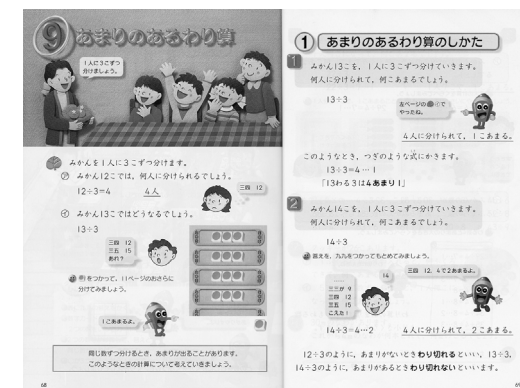 9 あまりのあるわり算
1人に3こずつ
分けましょう。
みかんを1人に3こずつ分けます。
㋐ みかん12こでは，何人に分けられるでしょう。
12÷3=4 4人
三四 12
㋑ みかん13こではどうなるでしょう。
13÷3
三四 12
三五 15
あれ？
をつかって，11ページのおさらに
分けてみましょう。
1こあまるよ。
同じ数ずつ分けるとき，あまりが出ることがあります。
このようなときの計算について考えていきましょう。
68
1 あまりのあるわり算のしかた
1
みかん13こを，1人に3こずつ分けていきます。
何人に分けられて，何こあまるでしょう。
13÷3
左ページの㋑で
やったね。
4人に分けられて，1こあまる。
このようなとき，つぎのような式にかきます。
13÷3=4…1
「13わる3は4あまり1」
2
みかん14こを，1人に3こずつ分けていきます。
何人に分けられて，何こあまるでしょう。
14÷3
答えを，九九をつかってもとめてみましょう。
三三が 9
三四 12
三五 15
こえた！
14
三四 12，4で2あまるよ。
14÷3=4…2 4人に分けられて，2こあまる。
12÷3のように，あまりがないときわり切れるといい，13÷3，
14÷3のように，あまりがあるときわり切れないといいます。